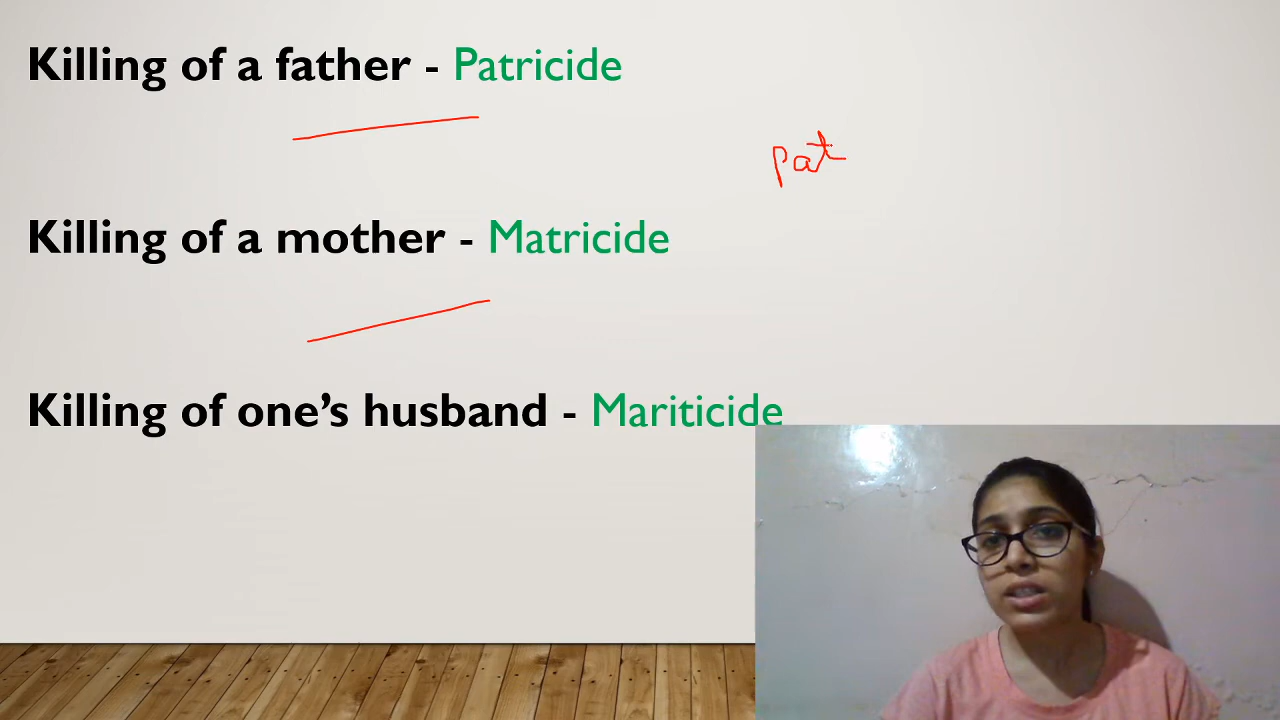 Killing of a father - Patricide
pat
Killing of a mother - Matricide
Killing of one's husband - Mariticide